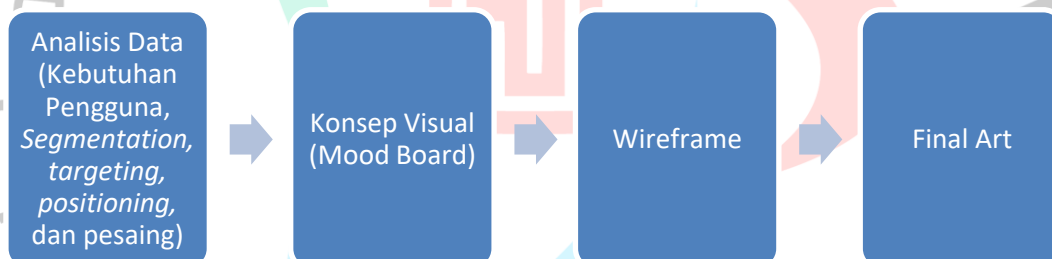 Analisis Data
(Kebutuhan
Pengguna,
Segmentation,
targeting,
positioning,
dan pesaing)
Konsep Visual
(Mood Board)
Wireframe
Final Art